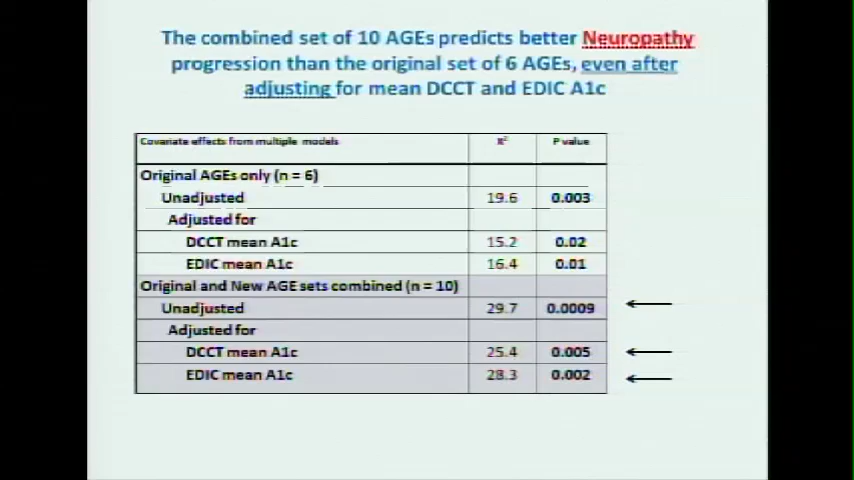 The combined set of 10 AGEs predicts better Neuropathy
progression than the original set of 6 AGEs, even after
adjusting for mean DCCT and EDIC A1c
Covariate effects from multiple models X² P value
Original AGEs only (n = 6)
Unadjusted 19.6 0.003
Adjusted for
DCCT mean A1c 15.2 0.02
EDIC mean A1c 16.4 0.01
Original and New AGE sets combined (n = 10)
Unadjusted 29.7 0.0009
Adjusted for
DCCT mean A1c 25.4 0.005
EDIC mean A1c 28.3 0.002